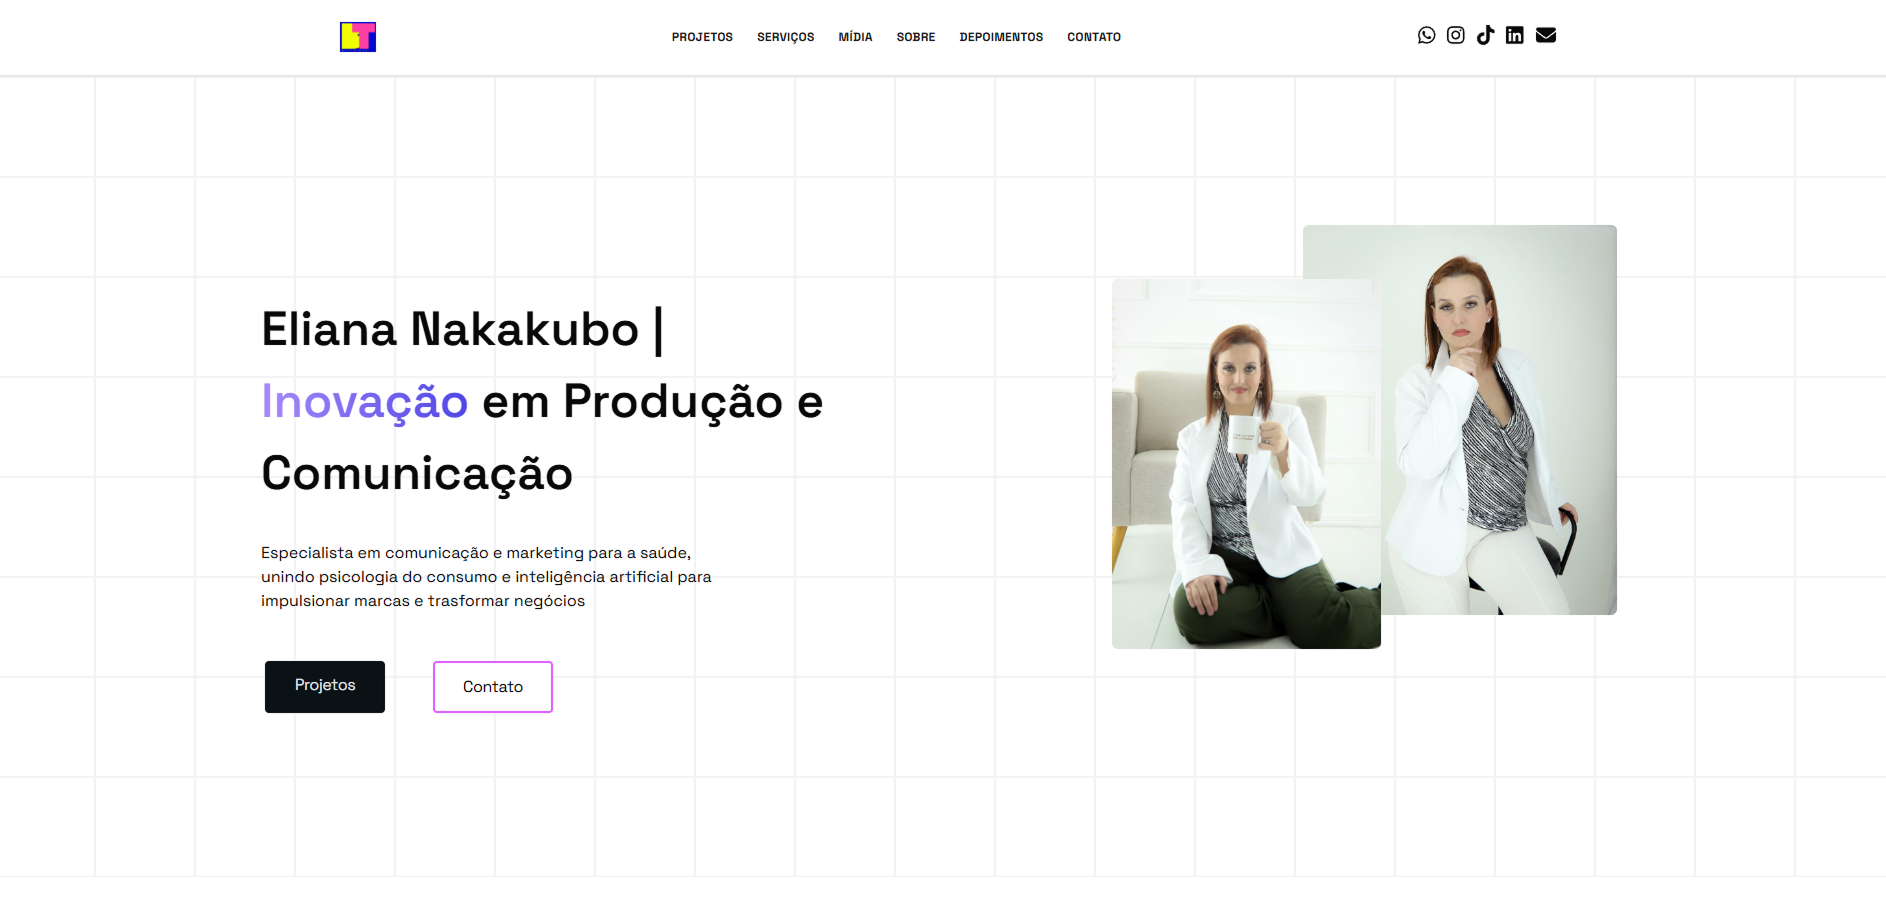 LT
PROJETOS SERVIÇOS MÍDIA SOBRE DEPOIMENTOS CONTATO
Eliana Nakakubo |
Inovação em Produção e
Comunicação
Especialista em comunicação e marketing para a saúde,
unindo psicologia do consumo e inteligência artificial para
impulsionar marcas e trasformar negócios
Projetos Contato